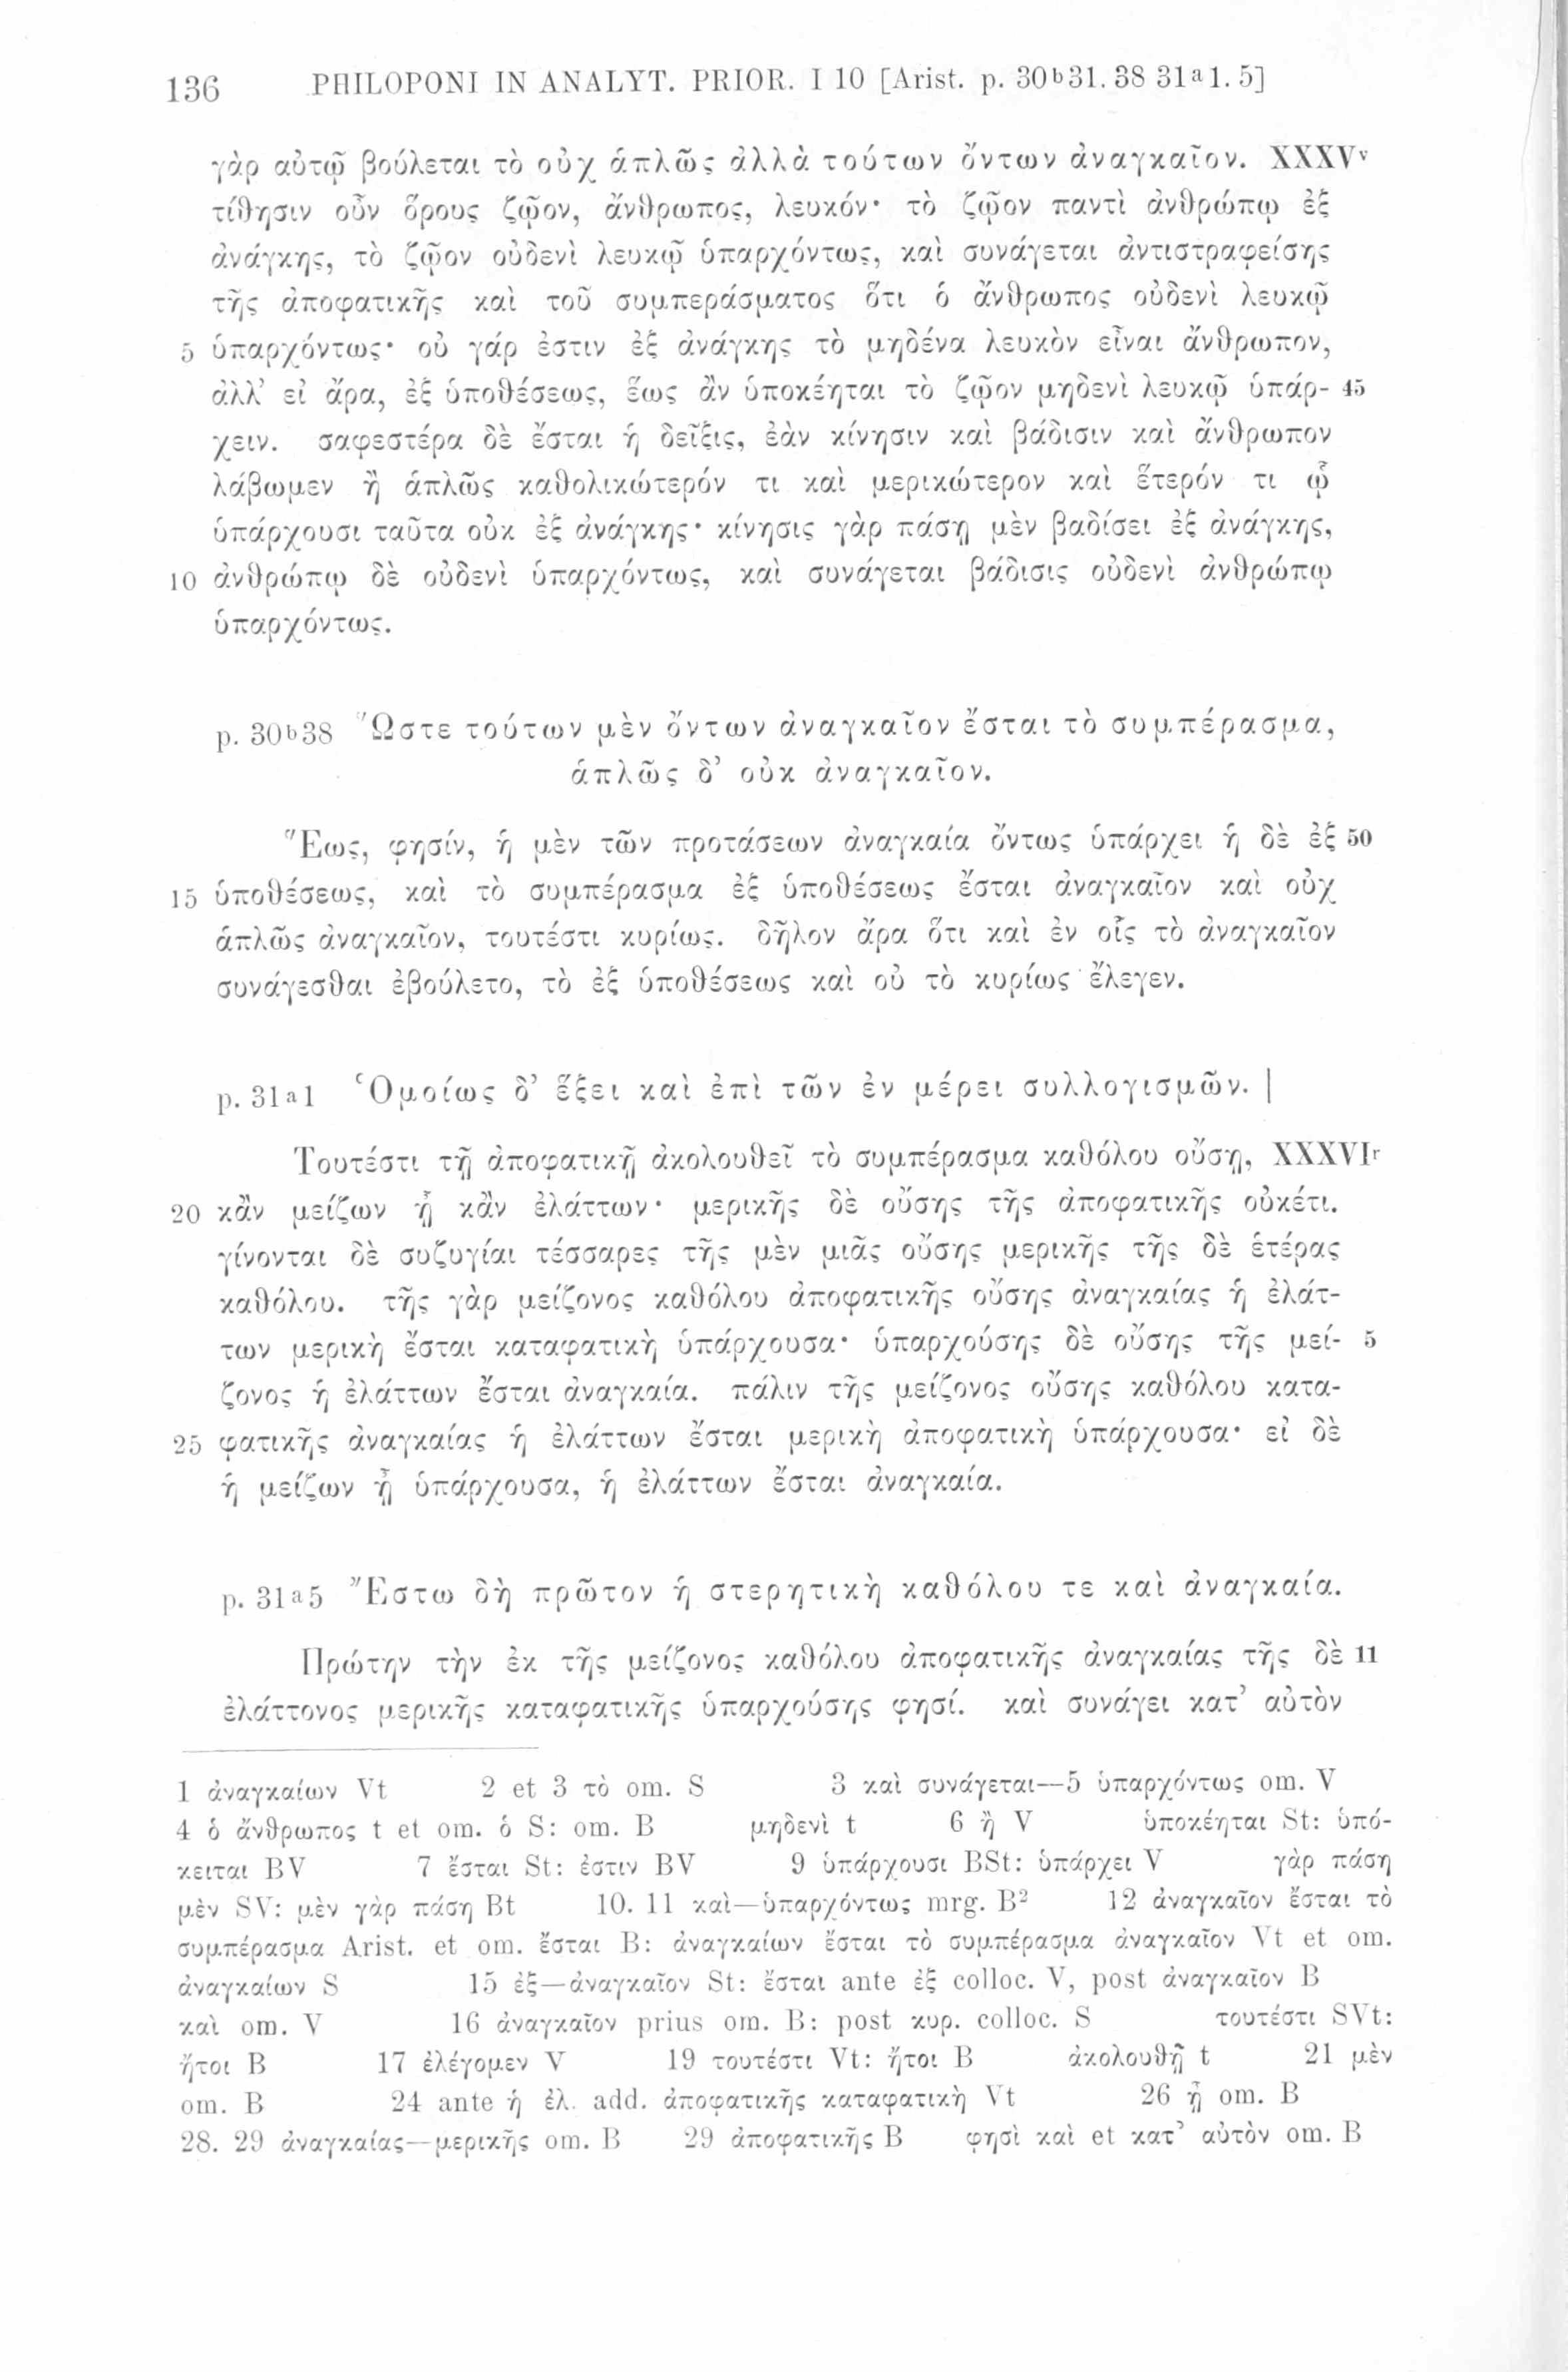 136 PHILOPONI IN ANALYT. PRIOR. I 10 [Arist. p. 30ᵇ31. 38 31ᵃ1. 5]
γὰρ αὐτῷ βούλεται τὸ οὐχ ἁπλῶς ἀλλὰ τούτων ὄντων ἀναγκαῖον. XXXVᵛ
τίθησιν οὖν ὅρους ζῷον, ἄνθρωπος, λευκόν· τὸ ζῷον παντὶ ἀνθρώπῳ ἐξ
ἀνάγκης, τὸ ζῷον οὐδενὶ λευκῷ ὑπαρχόντως, καὶ συνάγεται ἀντιστραφείσης
τῆς ἀποφατικῆς καὶ τοῦ συμπεράσματος ὅτι ὁ ἄνθρωπος οὐδενὶ λευκῷ
5 ὑπαρχόντως· οὐ γάρ ἐστιν ἐξ ἀνάγκης τὸ μηδένα λευκὸν εἶναι ἄνθρωπον,
ἀλλ’ εἰ ἄρα, ἐξ ὑποθέσεως, ἕως ἂν ὑποκέηται τὸ ζῷον μηδενὶ λευκῷ ὑπάρ- 45
χειν. σαφεστέρα δὲ ἔσται ἡ δεῖξις, ἐὰν κίνησιν καὶ βάδισιν καὶ ἄνθρωπον
λάβωμεν ἢ ἁπλῶς καθολικώτερόν τι καὶ μερικώτερον καὶ ἕτερόν τι ᾧ
ὑπάρχουσι ταῦτα οὐκ ἐξ ἀνάγκης· κίνησις γὰρ πάσῃ μὲν βαδίσει ἐξ ἀνάγκης,
10 ἀνθρώπῳ δὲ οὐδενὶ ὑπαρχόντως, καὶ συνάγεται βάδισις οὐδενὶ ἀνθρώπῳ
ὑπαρχόντως.
p. 30ᵇ38 Ὥστε τούτων μὲν ὄντων ἀναγκαῖον ἔσται τὸ συμπέρασμα,
ἁπλῶς δ’ οὐκ ἀναγκαῖον.
Ἕως, φησίν, ἡ μὲν τῶν προτάσεων ἀναγκαία ὄντως ὑπάρχει ἡ δὲ ἐξ 50
15 ὑποθέσεως, καὶ τὸ συμπέρασμα ἐξ ὑποθέσεως ἔσται ἀναγκαῖον καὶ οὐχ
ἁπλῶς ἀναγκαῖον, τουτέστι κυρίως. δῆλον ἄρα ὅτι καὶ ἐν οἷς τὸ ἀναγκαῖον
συνάγεσθαι ἐβούλετο, τὸ ἐξ ὑποθέσεως καὶ οὐ τὸ κυρίως ἔλεγεν.
p. 31ᵃ1 Ὁμοίως δ’ ἕξει καὶ ἐπὶ τῶν ἐν μέρει συλλογισμῶν. |
Τουτέστι τῇ ἀποφατικῇ ἀκολουθεῖ τὸ συμπέρασμα καθόλου οὔσῃ, XXXVIʳ
20 κἂν μείζων ᾖ κἂν ἐλάττων· μερικῆς δὲ οὔσης τῆς ἀποφατικῆς οὐκέτι.
γίνονται δὲ συζυγίαι τέσσαρες τῆς μὲν μιᾶς οὔσης μερικῆς τῆς δὲ ἑτέρας
καθόλου. τῆς γὰρ μείζονος καθόλου ἀποφατικῆς οὔσης ἀναγκαίας ἡ ἐλάτ-
των μερικὴ ἔσται καταφατικὴ ὑπάρχουσα· ὑπαρχούσης δὲ οὔσης τῆς μεί- 5
ζονος ἡ ἐλάττων ἔσται ἀναγκαία. πάλιν τῆς μείζονος οὔσης καθόλου κατα-
25 φατικῆς ἀναγκαίας ἡ ἐλάττων ἔσται μερικὴ ἀποφατικὴ ὑπάρχουσα· εἰ δὲ
ἡ μείζων ᾖ ὑπάρχουσα, ἡ ἐλάττων ἔσται ἀναγκαία.
p. 31ᵃ5 Ἔστω δὴ πρῶτον ἡ στερητικὴ καθόλου τε καὶ ἀναγκαία.
Πρώτην τὴν ἐκ τῆς μείζονος καθόλου ἀποφατικῆς ἀναγκαίας τῆς δὲ 11
ἐλάττονος μερικῆς καταφατικῆς ὑπαρχούσης φησί. καὶ συνάγει κατ’ αὐτὸν
1 ἀναγκαίων Vt 2 et 3 τὸ om. S 3 καὶ συνάγεται—5 ὑπαρχόντως om. V
4 ὁ ἄνθρωπος t et om. ὁ S: om. B μηδενὶ t 6 ἢ V ὑποκέηται St: ὑπό-
κειται BV 7 ἔσται St: ἐστιν BV 9 ὑπάρχουσι BSt: ὑπάρχει V γὰρ πάσῃ
μὲν SV: μὲν γὰρ πάσῃ Bt 10. 11 καὶ—ὑπαρχόντως mrg. B² 12 ἀναγκαῖον ἔσται τὸ
συμπέρασμα Arist. et om. ἔσται B: ἀναγκαίων ἔσται τὸ συμπέρασμα ἀναγκαῖον Vt et om.
ἀναγκαίων S 15 ἐξ—ἀναγκαῖον St: ἔσται ante ἐξ colloc. V, post ἀναγκαῖον B
καὶ om. V 16 ἀναγκαῖον prius om. B: post κυρ. colloc. S τουτέστι SVt:
ἤτοι B 17 ἐλέγομεν V 19 τουτέστι Vt: ἤτοι B ἀκολουθῇ t 21 μὲν
om. B 24 ante ἡ ἐλ. add. ἀποφατικῆς καταφατικὴ Vt 26 ᾖ om. B
28. 29 ἀναγκαίας—μερικῆς om. B 29 ἀποφατικῆς B φησὶ καὶ et κατ’ αὐτὸν om. B